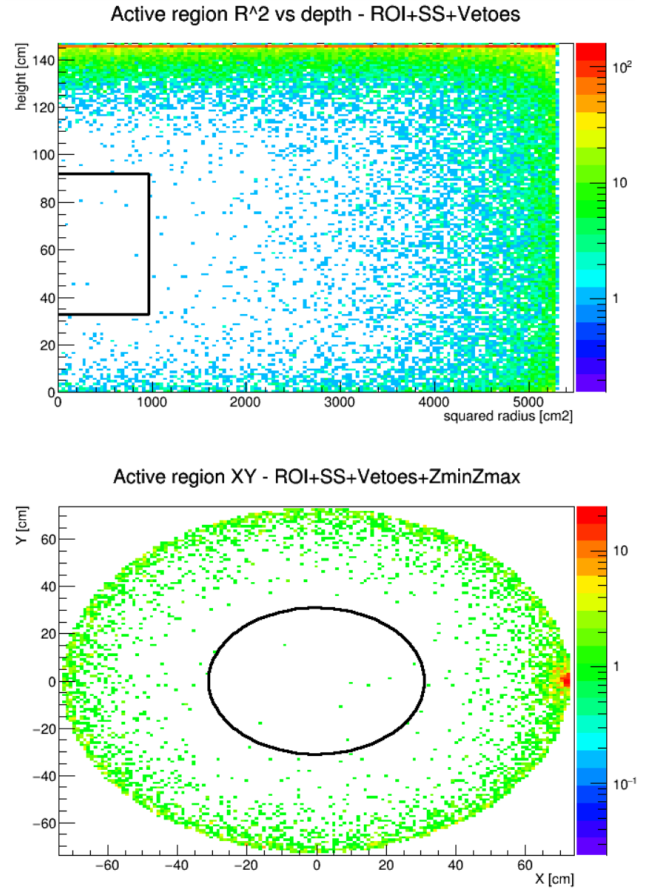 Active region R^2 vs depth - ROI+SS+Vetoes
height [cm]
140
120
100
80
60
40
20
0
0 1000 2000 3000 4000 5000
squared radius [cm2]
10²
10
1
Active region XY - ROI+SS+Vetoes+ZminZmax
Y [cm]
60
40
20
0
−20
−40
−60
−60 −40 −20 0 20 40 60
X [cm]
10
1
10⁻¹